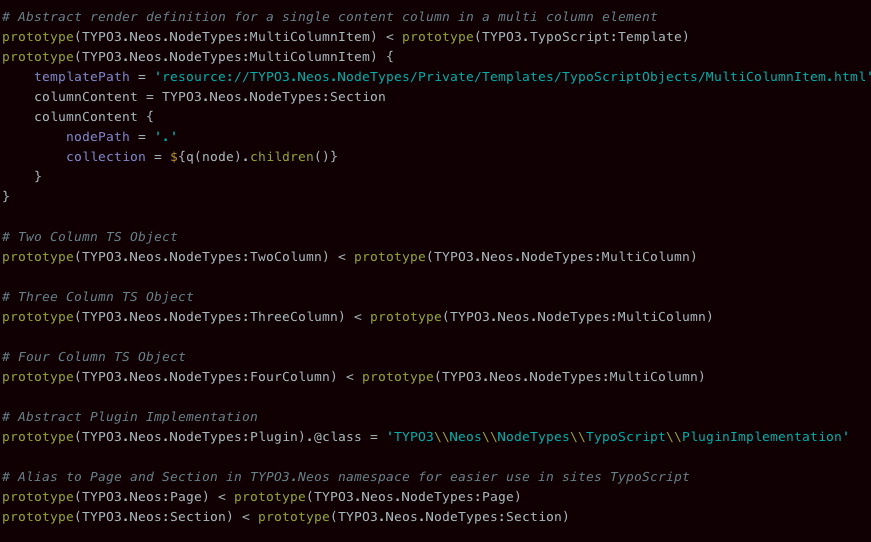 # Abstract render definition for a single content column in a multi column element
prototype(TYPO3.Neos.NodeTypes:MultiColumnItem) < prototype(TYPO3.TypoScript:Template)
prototype(TYPO3.Neos.NodeTypes:MultiColumnItem) {
    templatePath = 'resource://TYPO3.Neos.NodeTypes/Private/Templates/TypoScriptObjects/MultiColumnItem.html'
    columnContent = TYPO3.Neos.NodeTypes:Section
    columnContent {
        nodePath = '.'
        collection = ${q(node).children()}
    }
}

# Two Column TS Object
prototype(TYPO3.Neos.NodeTypes:TwoColumn) < prototype(TYPO3.Neos.NodeTypes:MultiColumn)

# Three Column TS Object
prototype(TYPO3.Neos.NodeTypes:ThreeColumn) < prototype(TYPO3.Neos.NodeTypes:MultiColumn)

# Four Column TS Object
prototype(TYPO3.Neos.NodeTypes:FourColumn) < prototype(TYPO3.Neos.NodeTypes:MultiColumn)

# Abstract Plugin Implementation
prototype(TYPO3.Neos.NodeTypes:Plugin).@class = 'TYPO3\\Neos\\NodeTypes\\TypoScript\\PluginImplementation'

# Alias to Page and Section in TYPO3.Neos namespace for easier use in sites TypoScript
prototype(TYPO3.Neos:Page) < prototype(TYPO3.Neos.NodeTypes:Page)
prototype(TYPO3.Neos:Section) < prototype(TYPO3.Neos.NodeTypes:Section)